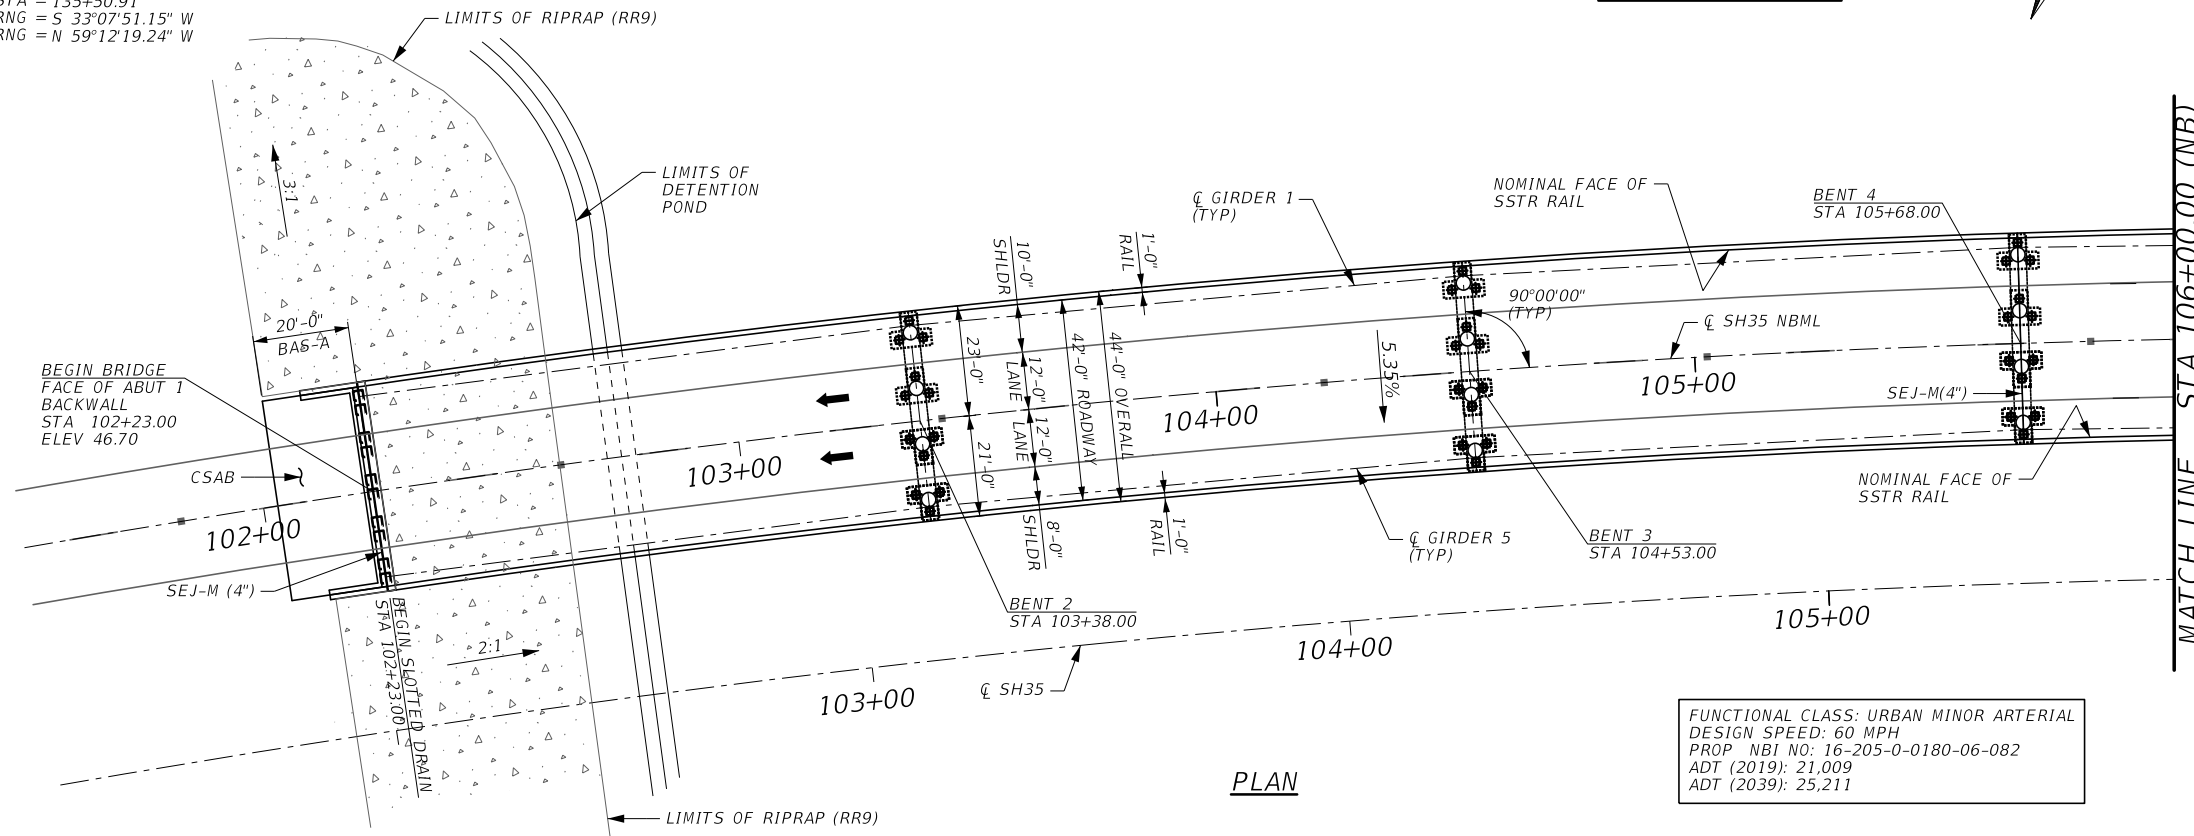 STA = 135+50.91
RNG = S 33°07'51.15" W
RNG = N 59°12'19.24" W
LIMITS OF RIPRAP (RR9)
LIMITS OF
DETENTION
POND
3:1
20'-0"
BAS-A
BEGIN BRIDGE
FACE OF ABUT 1
BACKWALL
STA 102+23.00
ELEV 46.70
CSAB
102+00
SEJ-M (4")
BEGIN SLOTTED DRAIN
STA 102+23.00
2:1
LIMITS OF RIPRAP (RR9)
103+00
10'-0"
SHLDR
1'-0"
RAIL
23'-0"
12'-0"
LANE
42'-0" ROADWAY
44'-0" OVERALL
21'-0"
12'-0"
LANE
8'-0"
SHLDR
1'-0"
RAIL
BENT 2
STA 103+38.00
℄ GIRDER 1
(TYP)
104+00
5.35%
℄ GIRDER 5
(TYP)
NOMINAL FACE OF
SSTR RAIL
90°00'00"
(TYP)
℄ SH35 NBML
105+00
BENT 3
STA 104+53.00
BENT 4
STA 105+68.00
SEJ-M(4")
NOMINAL FACE OF
SSTR RAIL
MATCH LINE STA 106+00.00 (NB)
103+00
℄ SH35
104+00
105+00
PLAN
FUNCTIONAL CLASS: URBAN MINOR ARTERIAL
DESIGN SPEED: 60 MPH
PROP NBI NO: 16-205-0-0180-06-082
ADT (2019): 21,009
ADT (2039): 25,211